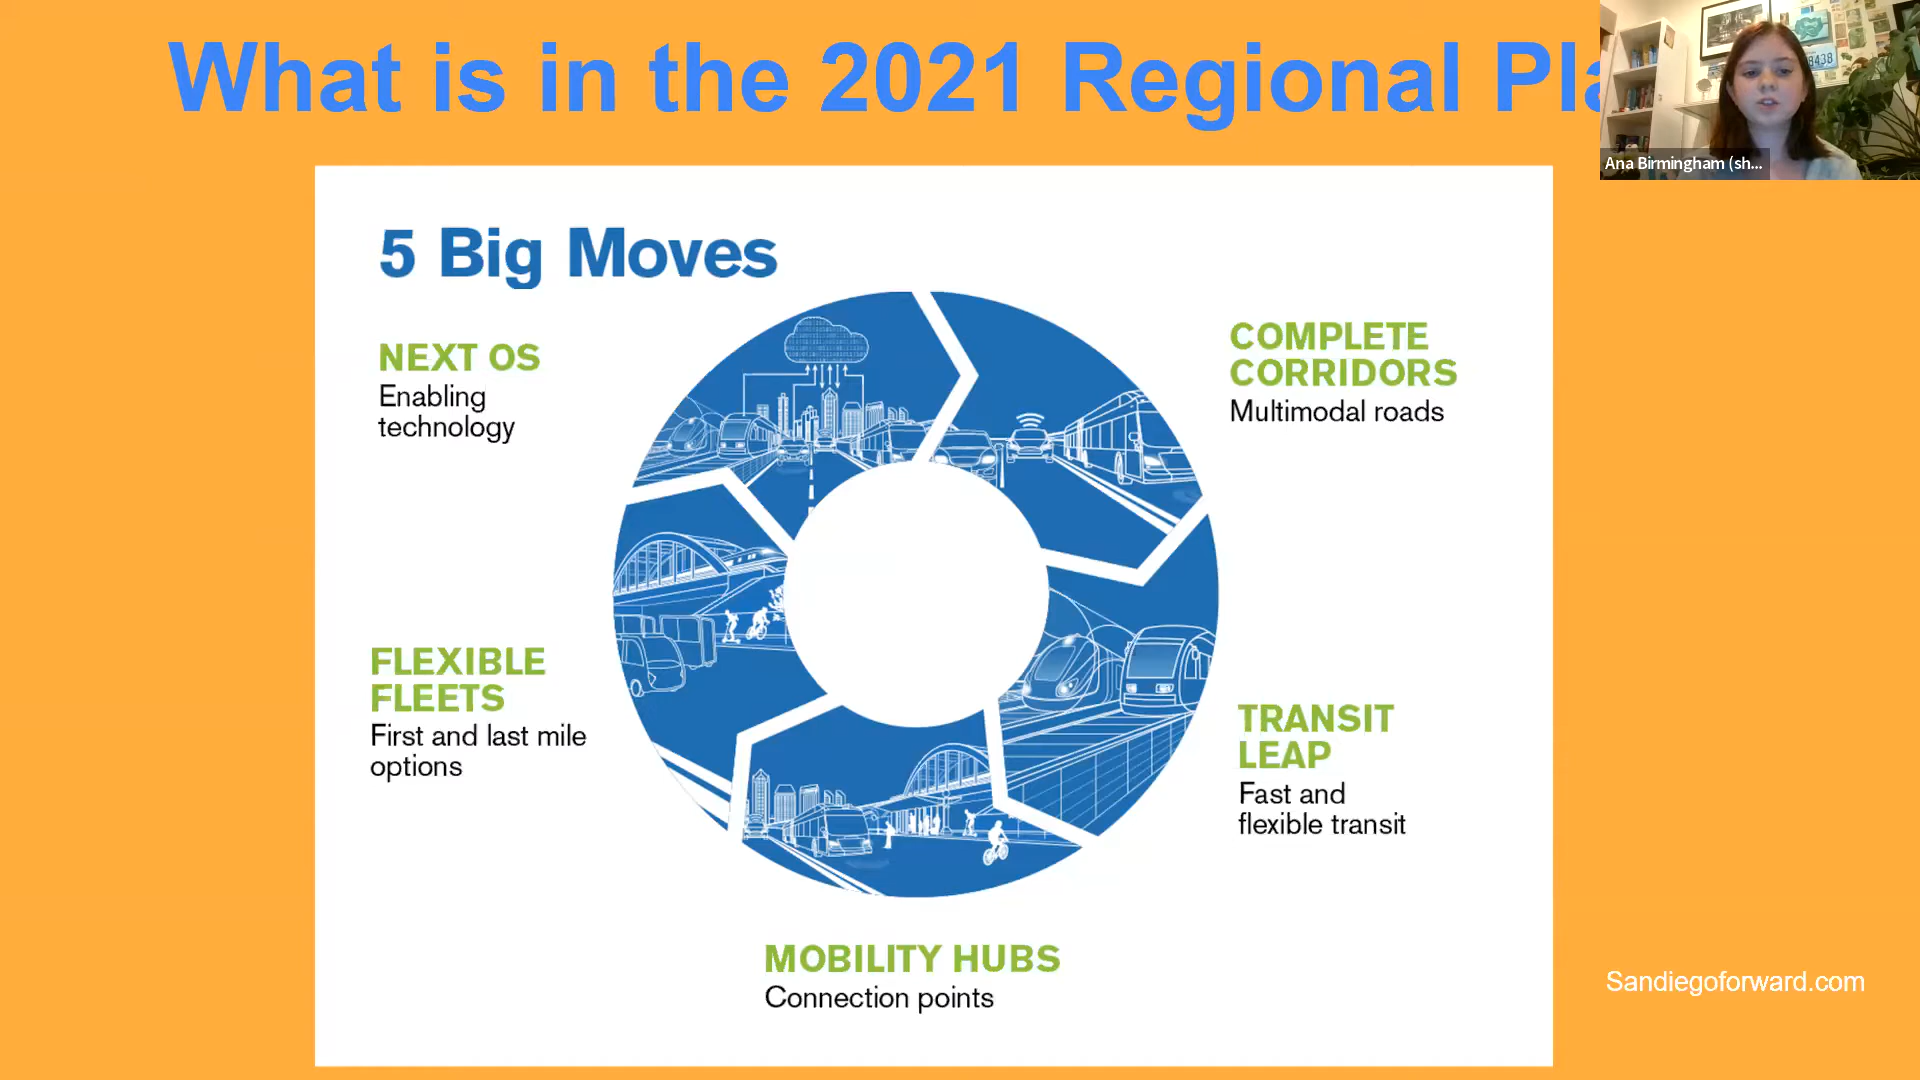 What is in the 2021 Regional Pla
Ana Birmingham (sh...
5 Big Moves
NEXT OS
Enabling
technology
COMPLETE
CORRIDORS
Multimodal roads
FLEXIBLE
FLEETS
First and last mile
options
TRANSIT
LEAP
Fast and
flexible transit
MOBILITY HUBS
Connection points
Sandiegoforward.com